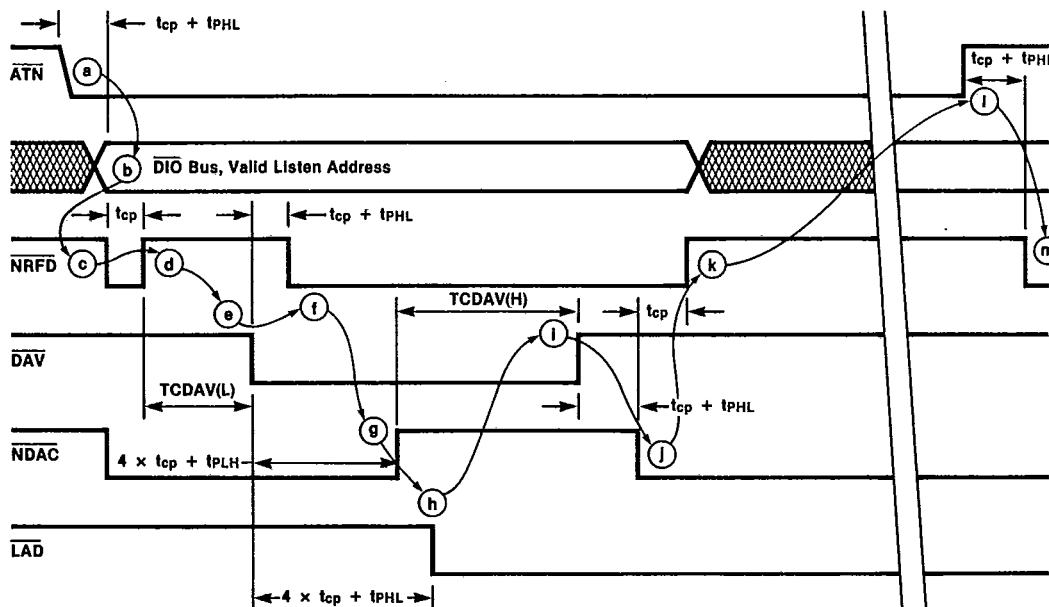 tcp + tPHL
ATN
a
tcp + tPHL
l
b
DIO Bus, Valid Listen Address
tcp
tcp + tPHL
NRFD
c
d
k
m
e
f
TCDAV(H)
tcp
DAV
i
TCDAV(L)
tcp + tPHL
g
NDAC
4 × tcp + tPLH
j
h
LAD
4 × tcp + tPHL